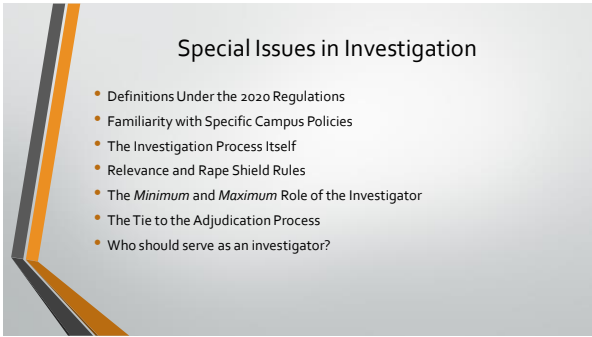 Special Issues in Investigation
• Definitions Under the 2020 Regulations
• Familiarity with Specific Campus Policies
• The Investigation Process Itself
• Relevance and Rape Shield Rules
• The Minimum and Maximum Role of the Investigator
• The Tie to the Adjudication Process
• Who should serve as an investigator?